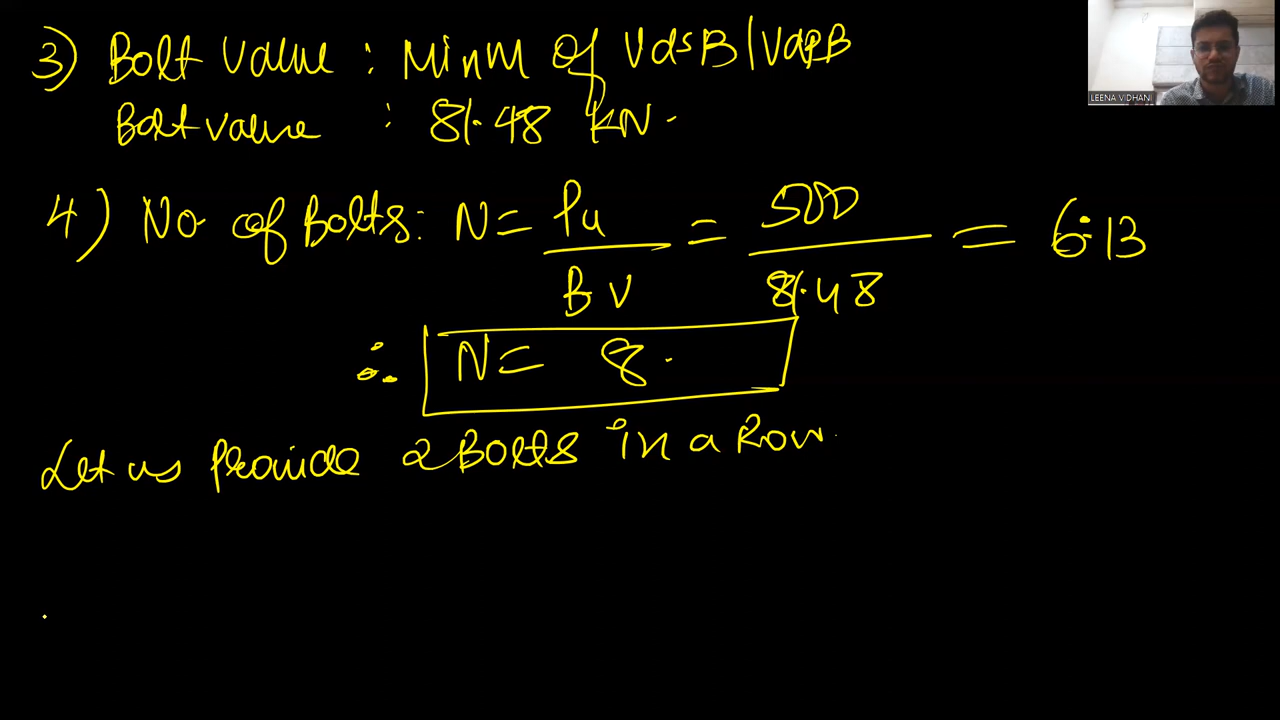 3) Bolt Value : Minm of VdsB/VdpB
LEENA VIDHANI
Bolt value : 81.48 KN.
4) No of Bolts: N = Pu / BV = 500 / 81.48 = 6.13
∴ N = 8.
Let us Provide 2 Bolts in a Row.